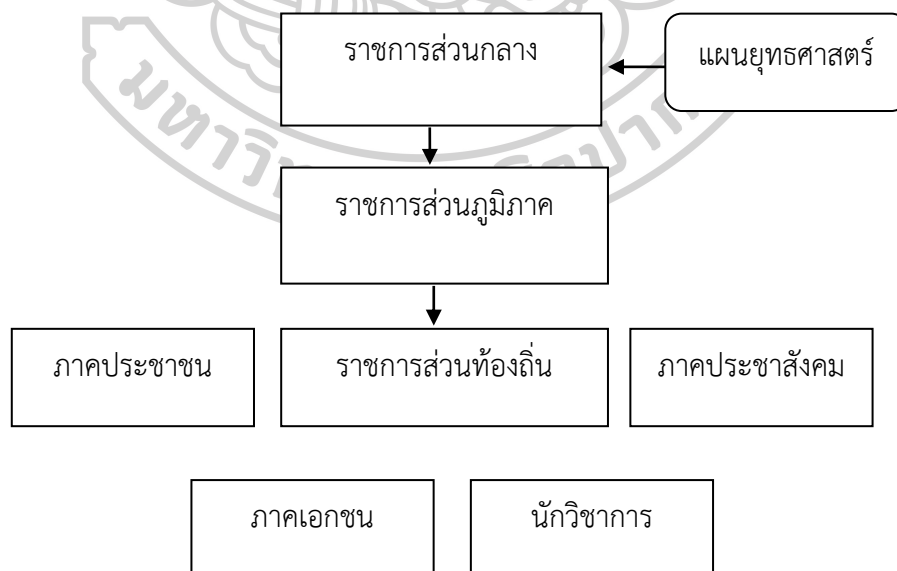 ราชการส่วนกลาง
แผนยุทธศาสตร์
ราชการส่วนภูมิภาค
ภาคประชาชน
ราชการส่วนท้องถิ่น
ภาคประชาสังคม
ภาคเอกชน
นักวิชาการ